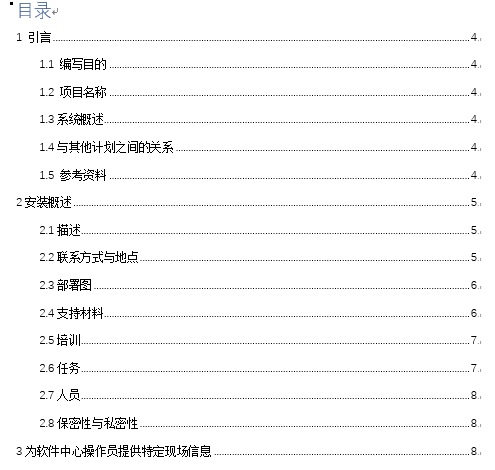 目录
1 引言 4
1.1 编写目的 4
1.2 项目名称 4
1.3 系统概述 4
1.4 与其他计划之间的关系 4
1.5 参考资料 4
2 安装概述 5
2.1 描述 5
2.2 联系方式与地点 5
2.3 部署图 6
2.4 支持材料 6
2.5 培训 7
2.6 任务 7
2.7 人员 8
2.8 保密性与私密性 8
3 为软件中心操作员提供特定现场信息 8